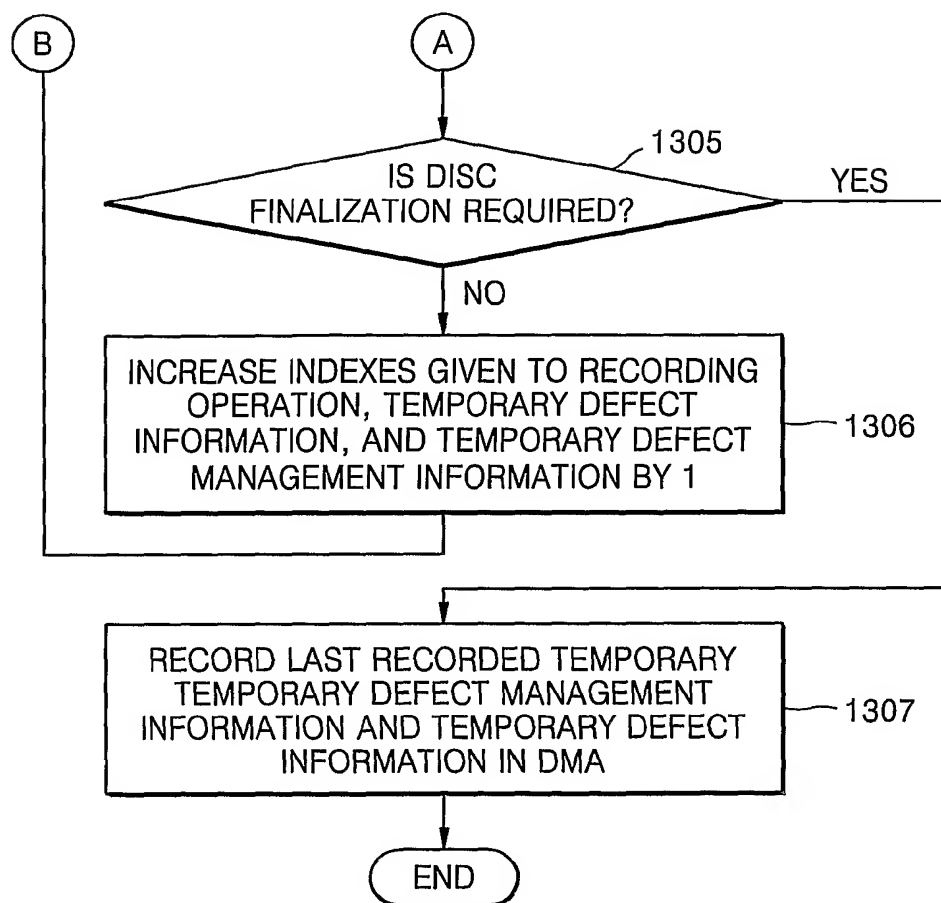 B
A
1305
IS DISC
FINALIZATION REQUIRED?
YES
NO
INCREASE INDEXES GIVEN TO RECORDING
OPERATION, TEMPORARY DEFECT
INFORMATION, AND TEMPORARY DEFECT
MANAGEMENT INFORMATION BY 1
1306
RECORD LAST RECORDED TEMPORARY
TEMPORARY DEFECT MANAGEMENT
INFORMATION AND TEMPORARY DEFECT
INFORMATION IN DMA
1307
END